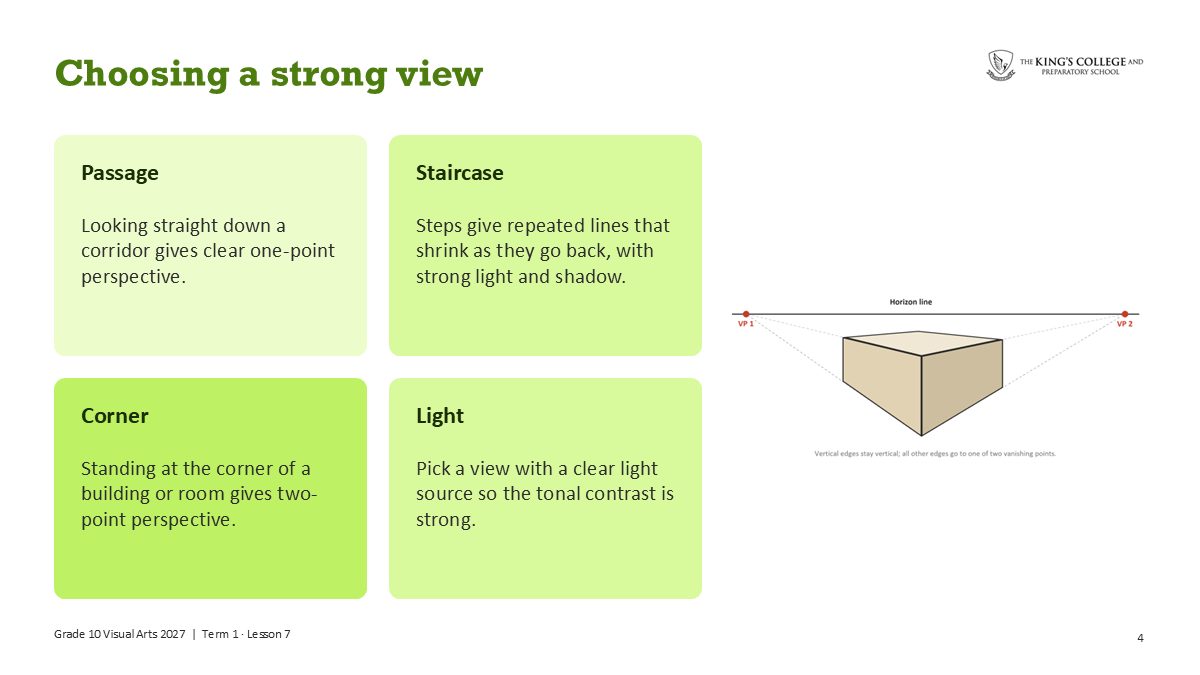 Choosing a strong view
THE KING'S COLLEGE AND
PREPARATORY SCHOOL
Passage
Looking straight down a
corridor gives clear one-point
perspective.
Staircase
Steps give repeated lines that
shrink as they go back, with
strong light and shadow.
Corner
Standing at the corner of a
building or room gives two-
point perspective.
Light
Pick a view with a clear light
source so the tonal contrast is
strong.
Horizon line
VP 1
VP 2
Vertical edges stay vertical; all other edges go to one of two vanishing points.
Grade 10 Visual Arts 2027 | Term 1 · Lesson 7
4